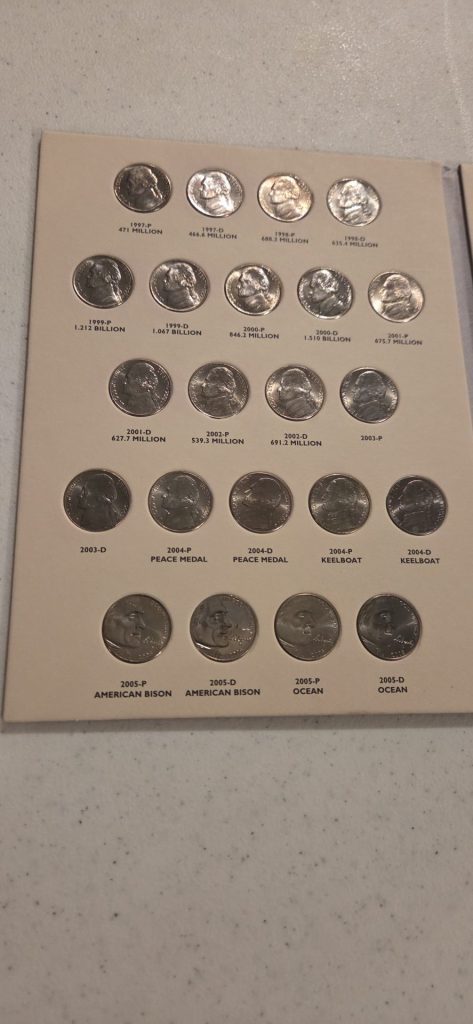 1997-P
471 MILLION
1997-D
466.6 MILLION
1998-P
688.3 MILLION
1998-D
635.4 MILLION
1999-P
1.212 BILLION
1999-D
1.067 BILLION
2000-P
846.2 MILLION
2000-D
1.510 BILLION
2001-P
675.7 MILLION
2001-D
627.7 MILLION
2002-P
539.3 MILLION
2002-D
691.2 MILLION
2003-P
2003-D
2004-P
PEACE MEDAL
2004-D
PEACE MEDAL
2004-P
KEELBOAT
2004-D
KEELBOAT
2005-P
AMERICAN BISON
2005-D
AMERICAN BISON
2005-P
OCEAN
2005-D
OCEAN